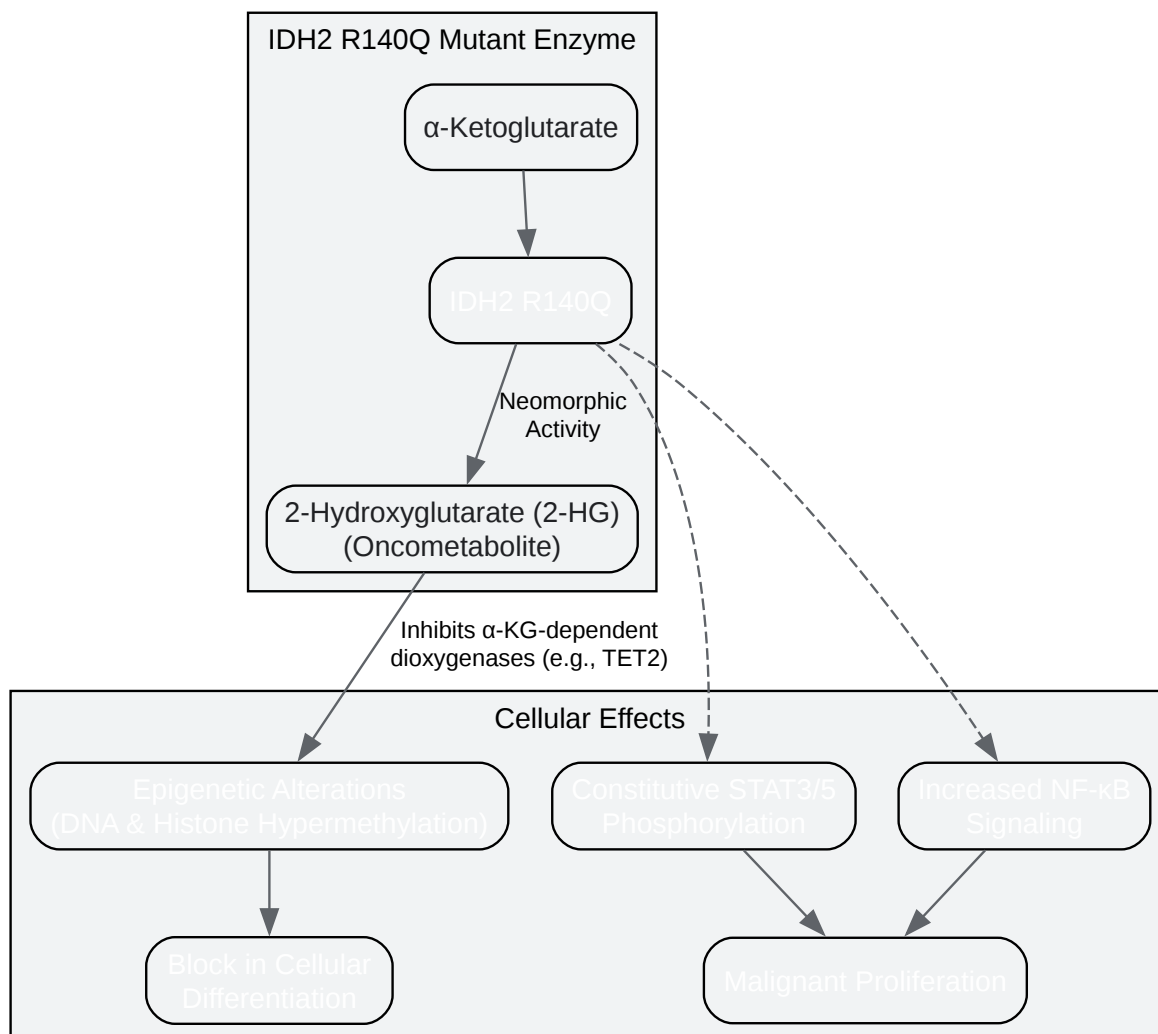 IDH2 R140Q Mutant Enzyme
α-Ketoglutarate
IDH2 R140Q
Neomorphic
Activity
2-Hydroxyglutarate (2-HG)
(Oncometabolite)
Inhibits α-KG-dependent
dioxygenases (e.g., TET2)
Cellular Effects
Epigenetic Alterations
(DNA & Histone Hypermethylation)
Constitutive STAT3/5
Phosphorylation
Increased NF-κB
Signaling
Block in Cellular
Differentiation
Malignant Proliferation